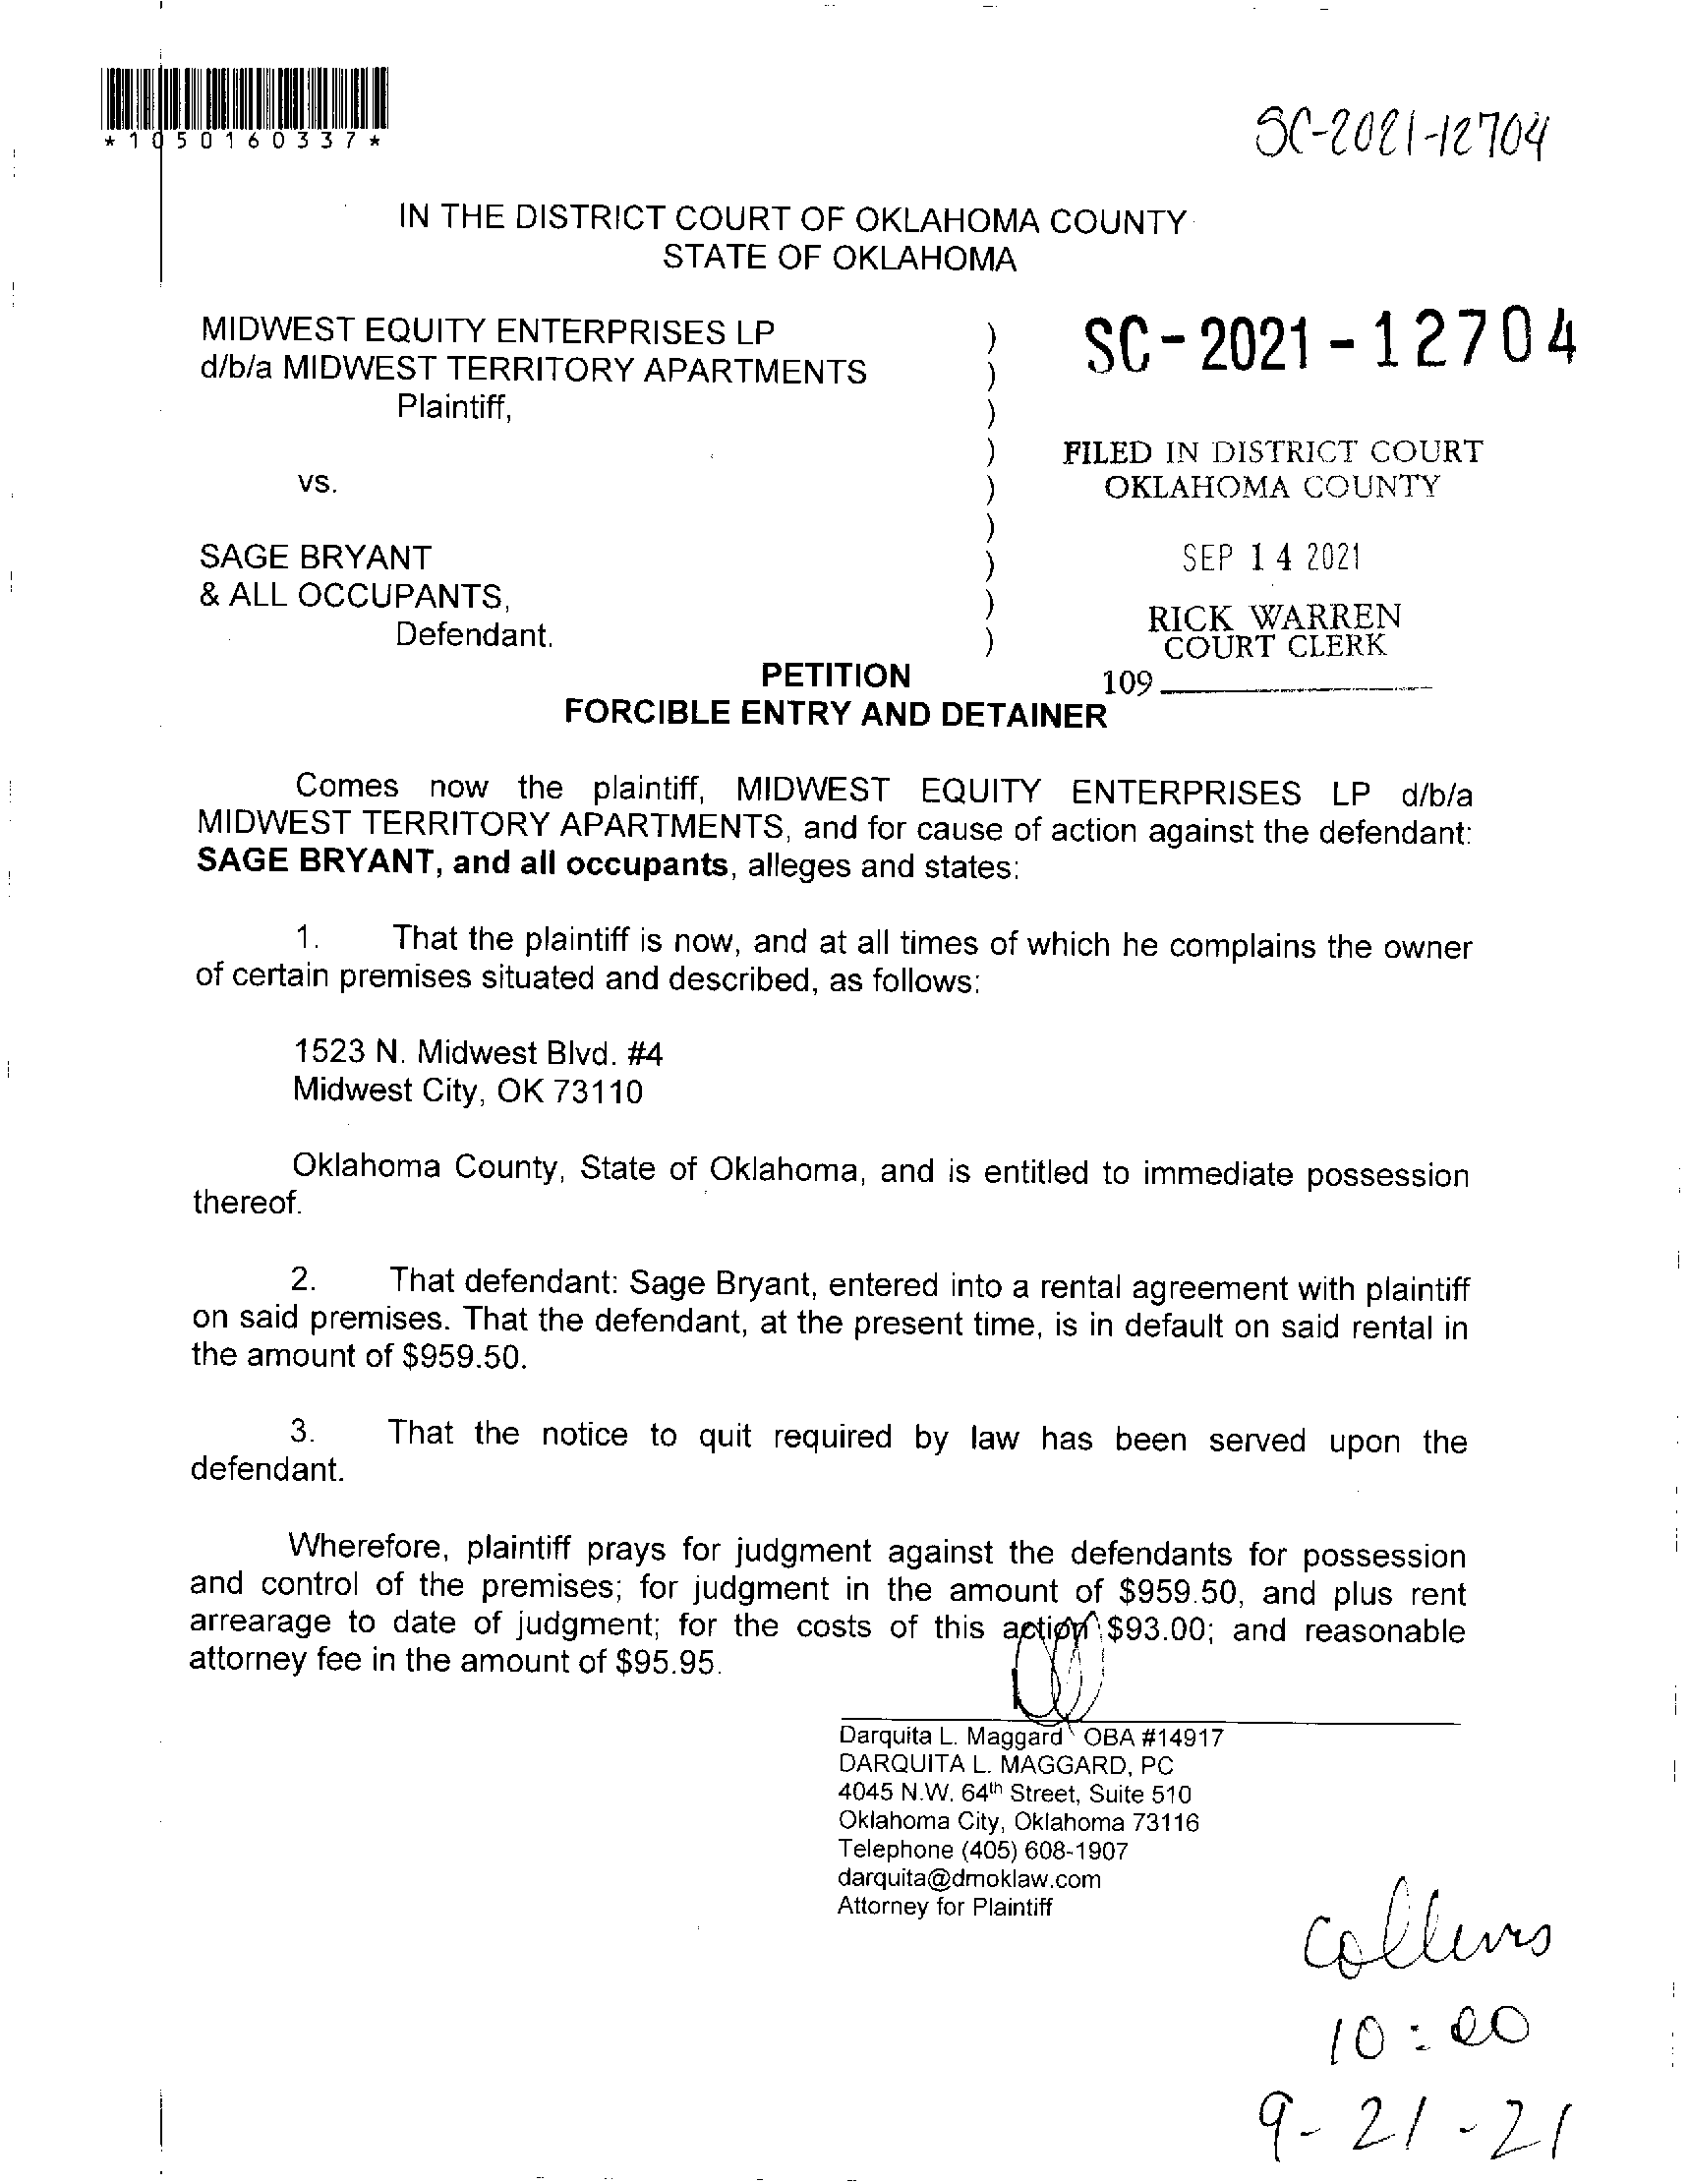 *1050160337*
SC-2021-12704
IN THE DISTRICT COURT OF OKLAHOMA COUNTY
STATE OF OKLAHOMA
MIDWEST EQUITY ENTERPRISES LP )
d/b/a MIDWEST TERRITORY APARTMENTS )
Plaintiff, )
SC-2021-12704
)
vs. )
)
SAGE BRYANT )
& ALL OCCUPANTS, )
Defendant. )
FILED IN DISTRICT COURT
OKLAHOMA COUNTY
SEP 14 2021
RICK WARREN
COURT CLERK
109
PETITION
FORCIBLE ENTRY AND DETAINER
Comes now the plaintiff, MIDWEST EQUITY ENTERPRISES LP d/b/a
MIDWEST TERRITORY APARTMENTS, and for cause of action against the defendant:
SAGE BRYANT, and all occupants, alleges and states:
1. That the plaintiff is now, and at all times of which he complains the owner
of certain premises situated and described, as follows:
1523 N. Midwest Blvd. #4
Midwest City, OK 73110
Oklahoma County, State of Oklahoma, and is entitled to immediate possession
thereof.
2. That defendant: Sage Bryant, entered into a rental agreement with plaintiff
on said premises. That the defendant, at the present time, is in default on said rental in
the amount of $959.50.
3. That the notice to quit required by law has been served upon the
defendant.
Wherefore, plaintiff prays for judgment against the defendants for possession
and control of the premises; for judgment in the amount of $959.50, and plus rent
arrearage to date of judgment; for the costs of this action $93.00; and reasonable
attorney fee in the amount of $95.95.
Darquita L. Maggard OBA #14917
DARQUITA L. MAGGARD, PC
4045 N.W. 64th Street, Suite 510
Oklahoma City, Oklahoma 73116
Telephone (405) 608-1907
darquita@dmoklaw.com
Attorney for Plaintiff
Collins
10:00
9-21-21